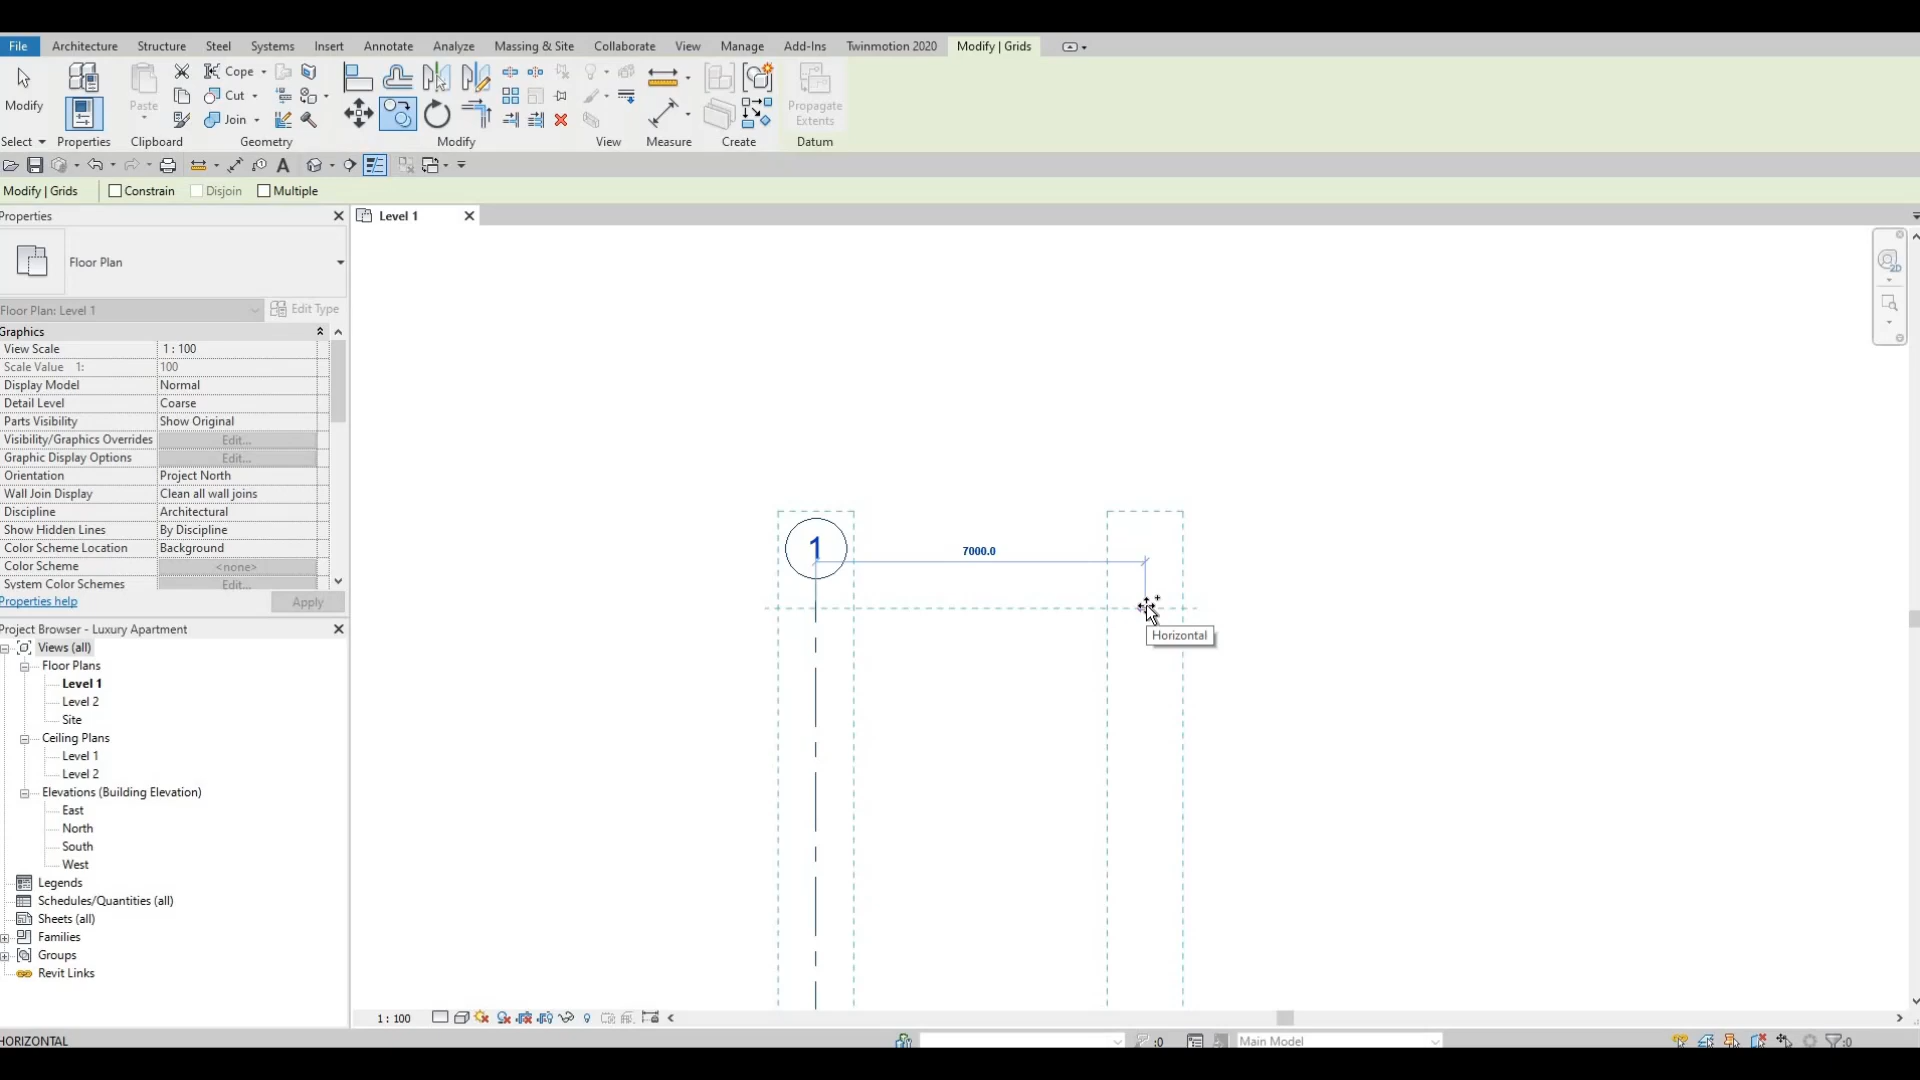 File Architecture Structure Steel Systems Insert Annotate Analyze Massing & Site Collaborate View Manage Add-Ins Twinmotion 2020 Modify | Grids
Cope
Cut
Join
Modify
Paste
Propagate
Extents
Select Properties Clipboard Geometry Modify View Measure Create Datum
Modify | Grids Constrain Disjoin Multiple
Properties
Level 1
Floor Plan
Floor Plan: Level 1 Edit Type
Graphics
View Scale 1 : 100
Scale Value 1: 100
Display Model Normal
Detail Level Coarse
Parts Visibility Show Original
Visibility/Graphics Overrides Edit...
Graphic Display Options Edit...
Orientation Project North
Wall Join Display Clean all wall joins
Discipline Architectural
Show Hidden Lines By Discipline
Color Scheme Location Background
Color Scheme <none>
System Color Schemes Edit...
Properties help Apply
Project Browser - Luxury Apartment
Views (all)
Floor Plans
Level 1
Level 2
Site
Ceiling Plans
Level 1
Level 2
Elevations (Building Elevation)
East
North
South
West
Legends
Schedules/Quantities (all)
Sheets (all)
Families
Groups
Revit Links
2D
1
7000.0
Horizontal
1 : 100
HORIZONTAL
:0
Main Model
:0